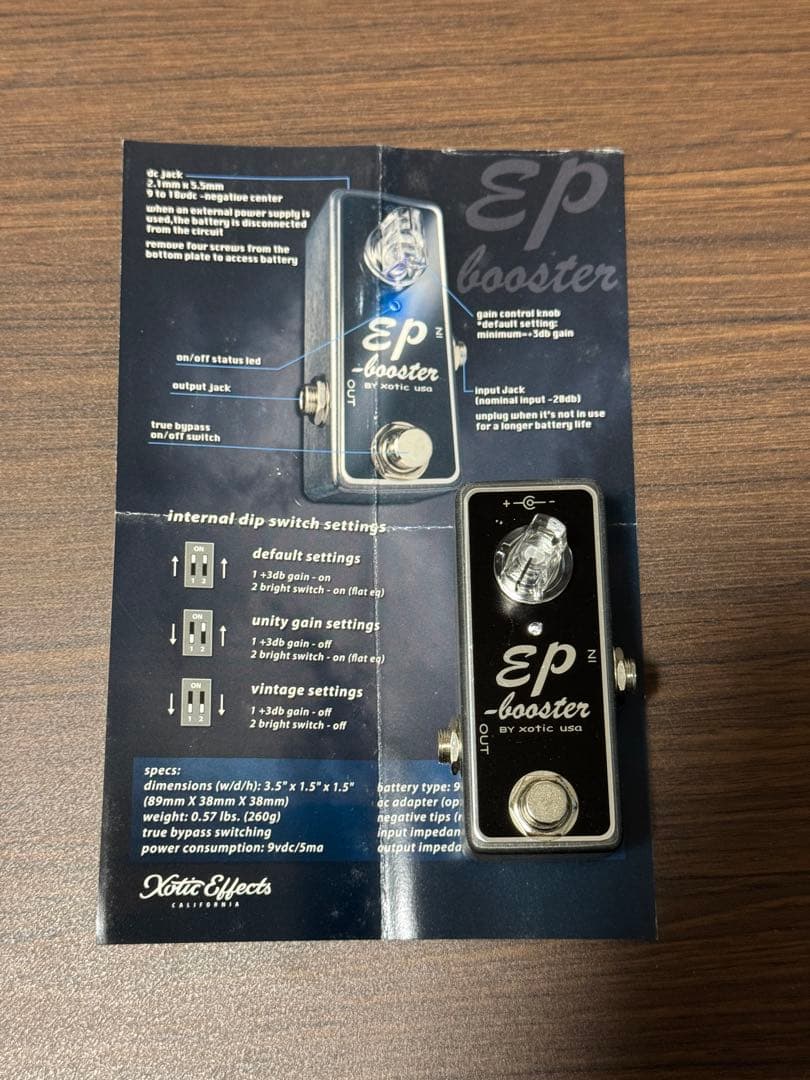 dc jack
2.1mm x 5.5mm
9 to 18vdc -negative center
when an external power supply is
used,the battery is disconnected
from the circuit
remove four screws from the
bottom plate to access battery
EP
booster
gain control knob
*default setting:
minimum=+3db gain
on/off status led
output jack
true bypass
on/off switch
input Jack
(nominal input -20db)
unplug when it's not in use
for a longer battery life
IN
EP
-booster
BY xotic usa
OUT
internal dip switch settings
ON
1 2
default settings
1 +3db gain - on
2 bright switch - on (flat eq)
ON
1 2
unity gain settings
1 +3db gain - off
2 bright switch - on (flat eq)
ON
1 2
vintage settings
1 +3db gain - off
2 bright switch - off
+ -
IN
EP
-booster
BY xotic usa
OUT
specs:
dimensions (w/d/h): 3.5" x 1.5" x 1.5"
(89mm X 38mm X 38mm)
weight: 0.57 lbs. (260g)
true bypass switching
power consumption: 9vdc/5ma
battery type: 9
ac adapter (op
negative tips (
input impedan
output impeda
Xotic Effects
CALIFORNIA